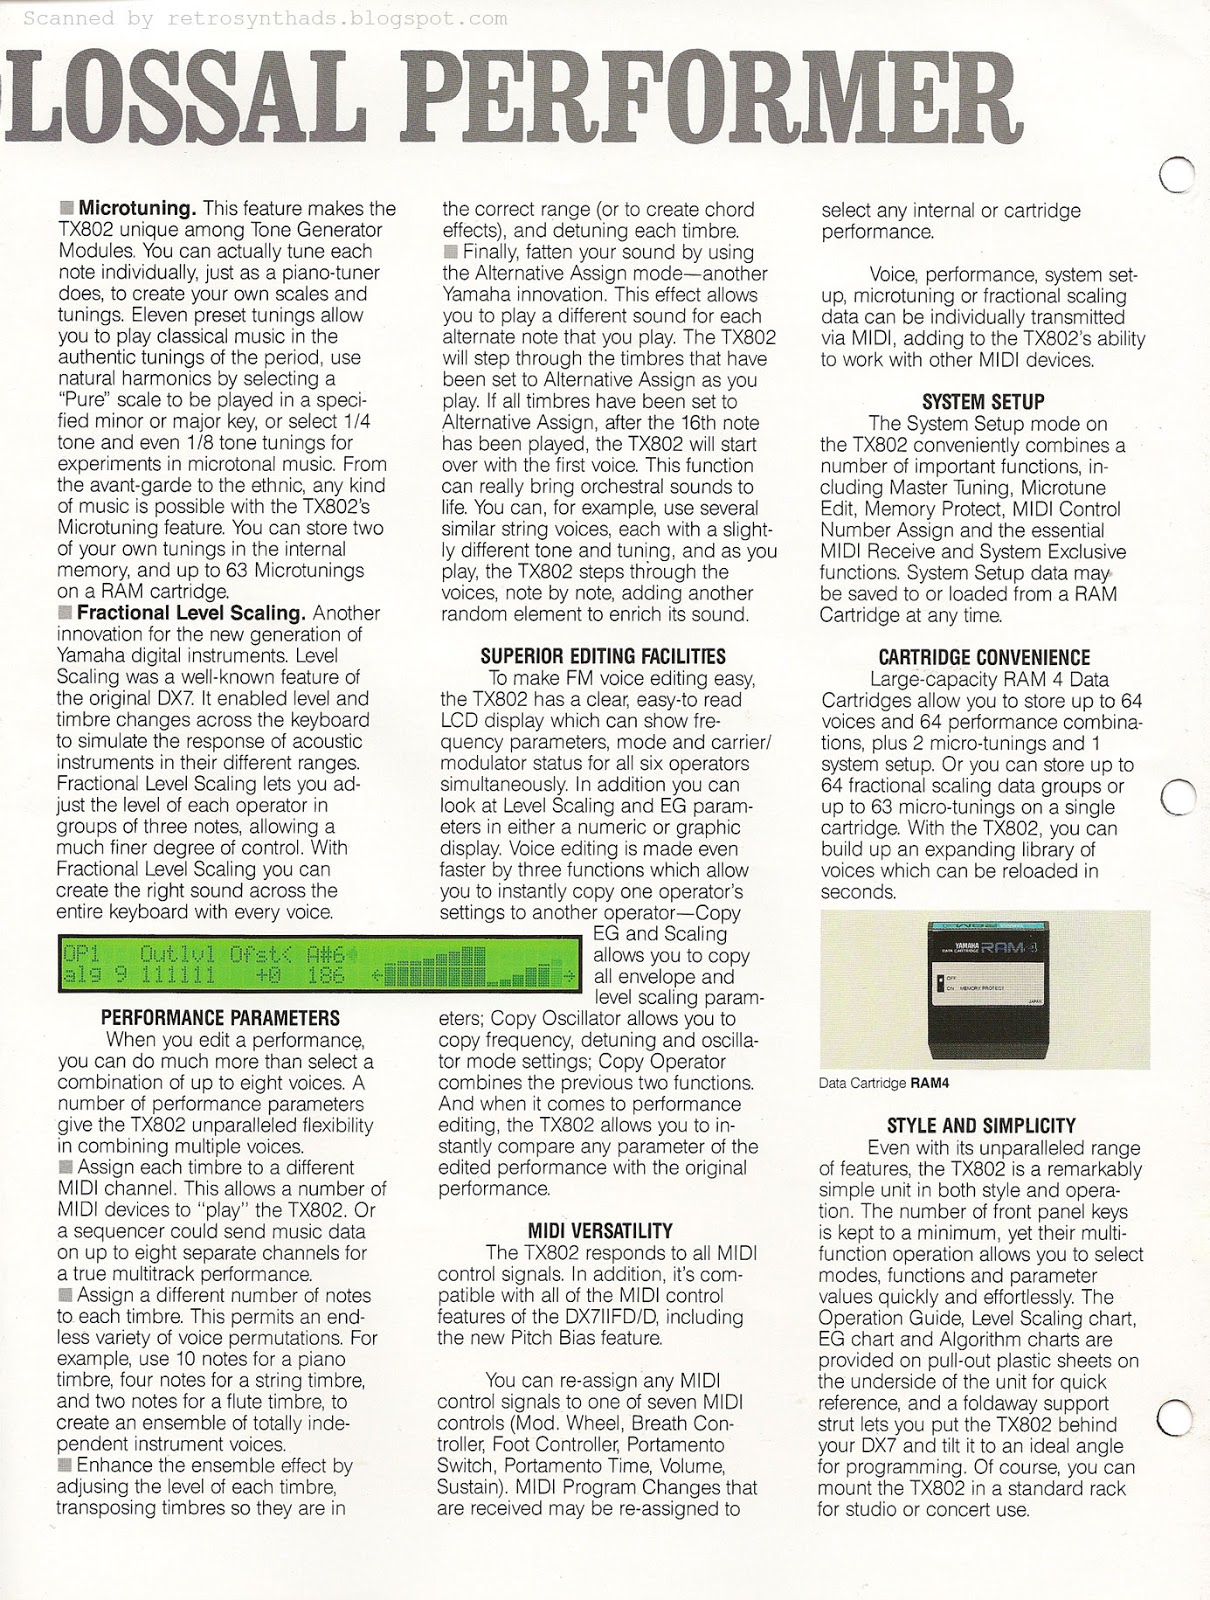 Scanned by retrosynthads.blogspot.com
LOSSAL PERFORMER
Microtuning. This feature makes the
TX802 unique among Tone Generator
Modules. You can actually tune each
note individually, just as a piano-tuner
does, to create your own scales and
tunings. Eleven preset tunings allow
you to play classical music in the
authentic tunings of the period, use
natural harmonics by selecting a
"Pure" scale to be played in a speci-
fied minor or major key, or select 1/4
tone and even 1/8 tone tunings for
experiments in microtonal music. From
the avant-garde to the ethnic, any kind
of music is possible with the TX802's
Microtuning feature. You can store two
of your own tunings in the internal
memory, and up to 63 Microtunings
on a RAM cartridge.
Fractional Level Scaling. Another
innovation for the new generation of
Yamaha digital instruments. Level
Scaling was a well-known feature of
the original DX7. It enabled level and
timbre changes across the keyboard
to simulate the response of acoustic
instruments in their different ranges.
Fractional Level Scaling lets you ad-
just the level of each operator in
groups of three notes, allowing a
much finer degree of control. With
Fractional Level Scaling you can
create the right sound across the
entire keyboard with every voice.
OP1 Outlvl Ofst< A#6
alg 9 111111 +0 186
PERFORMANCE PARAMETERS
When you edit a performance,
you can do much more than select a
combination of up to eight voices. A
number of performance parameters
give the TX802 unparalleled flexibility
in combining multiple voices.
Assign each timbre to a different
MIDI channel. This allows a number of
MIDI devices to "play" the TX802. Or
a sequencer could send music data
on up to eight separate channels for
a true multitrack performance.
Assign a different number of notes
to each timbre. This permits an end-
less variety of voice permutations. For
example, use 10 notes for a piano
timbre, four notes for a string timbre,
and two notes for a flute timbre, to
create an ensemble of totally inde-
pendent instrument voices.
Enhance the ensemble effect by
adjusting the level of each timbre,
transposing timbres so they are in
the correct range (or to create chord
effects), and detuning each timbre.
Finally, fatten your sound by using
the Alternative Assign mode—another
Yamaha innovation. This effect allows
you to play a different sound for each
alternate note that you play. The TX802
will step through the timbres that have
been set to Alternative Assign as you
play. If all timbres have been set to
Alternative Assign, after the 16th note
has been played, the TX802 will start
over with the first voice. This function
can really bring orchestral sounds to
life. You can, for example, use several
similar string voices, each with a slight-
ly different tone and tuning, and as you
play, the TX802 steps through the
voices, note by note, adding another
random element to enrich its sound.
SUPERIOR EDITING FACILITIES
To make FM voice editing easy,
the TX802 has a clear, easy-to read
LCD display which can show fre-
quency parameters, mode and carrier/
modulator status for all six operators
simultaneously. In addition you can
look at Level Scaling and EG param-
eters in either a numeric or graphic
display. Voice editing is made even
faster by three functions which allow
you to instantly copy one operator's
settings to another operator—Copy
EG and Scaling
allows you to copy
all envelope and
level scaling param-
eters; Copy Oscillator allows you to
copy frequency, detuning and oscilla-
tor mode settings; Copy Operator
combines the previous two functions.
And when it comes to performance
editing, the TX802 allows you to in-
stantly compare any parameter of the
edited performance with the original
performance.
MIDI VERSATILITY
The TX802 responds to all MIDI
control signals. In addition, it's com-
patible with all of the MIDI control
features of the DX7IIFD/D, including
the new Pitch Bias feature.
You can re-assign any MIDI
control signals to one of seven MIDI
controls (Mod. Wheel, Breath Con-
troller, Foot Controller, Portamento
Switch, Portamento Time, Volume,
Sustain). MIDI Program Changes that
are received may be re-assigned to
select any internal or cartridge
performance.
Voice, performance, system set-
up, microtuning or fractional scaling
data can be individually transmitted
via MIDI, adding to the TX802's ability
to work with other MIDI devices.
SYSTEM SETUP
The System Setup mode on
the TX802 conveniently combines a
number of important functions, in-
cluding Master Tuning, Microtune
Edit, Memory Protect, MIDI Control
Number Assign and the essential
MIDI Receive and System Exclusive
functions. System Setup data may
be saved to or loaded from a RAM
Cartridge at any time.
CARTRIDGE CONVENIENCE
Large-capacity RAM 4 Data
Cartridges allow you to store up to 64
voices and 64 performance combina-
tions, plus 2 micro-tunings and 1
system setup. Or you can store up to
64 fractional scaling data groups or
up to 63 micro-tunings on a single
cartridge. With the TX802, you can
build up an expanding library of
voices which can be reloaded in
seconds.
YAMAHA
DATA CARTRIDGE RAM4
OFF
ON MEMORY PROTECT
JAPAN
Data Cartridge RAM4
STYLE AND SIMPLICITY
Even with its unparalleled range
of features, the TX802 is a remarkably
simple unit in both style and opera-
tion. The number of front panel keys
is kept to a minimum, yet their multi-
function operation allows you to select
modes, functions and parameter
values quickly and effortlessly. The
Operation Guide, Level Scaling chart,
EG chart and Algorithm charts are
provided on pull-out plastic sheets on
the underside of the unit for quick
reference, and a foldaway support
strut lets you put the TX802 behind
your DX7 and tilt it to an ideal angle
for programming. Of course, you can
mount the TX802 in a standard rack
for studio or concert use.